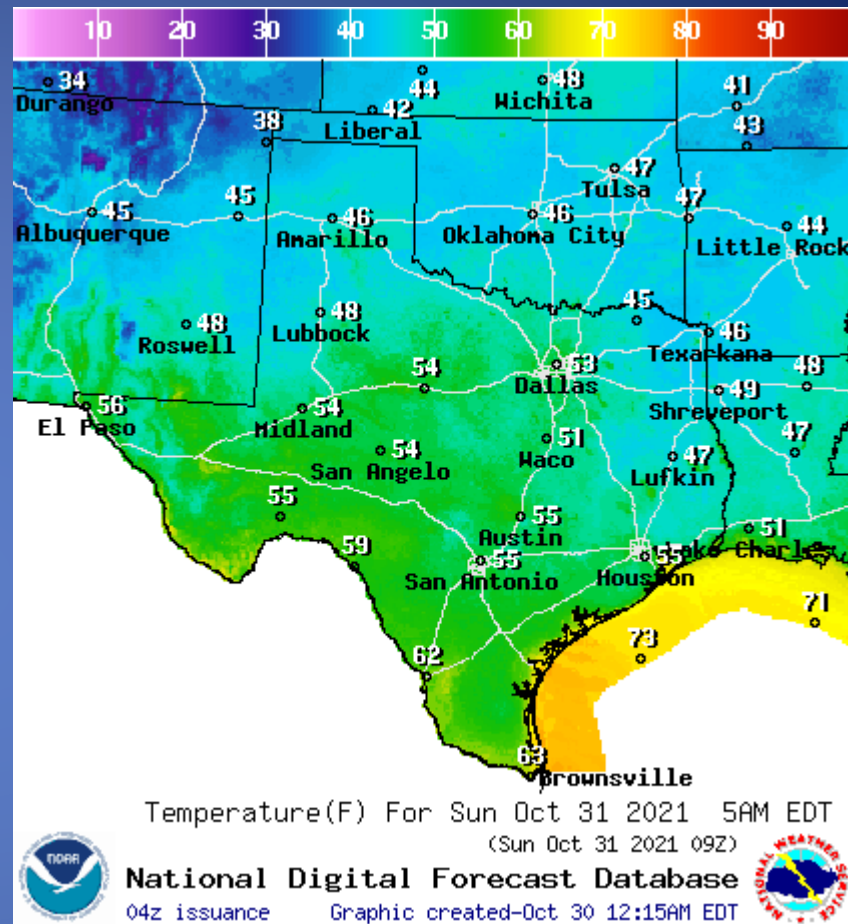 10 20 30 40 50 60 70 80 90
34 44 48 41
Durango Wichita
42
Liberal
38 43
47
Tulsa
45 45 46 46 47 44
Albuquerque Amarillo Oklahoma City Little Rock
48 48 45 46
Roswell Lubbock Texarkana
54 53 48
Dallas
49
Shreveport
56 54
El Paso Midland
54 51 47 47
San Angelo Waco Lufkin
55 55 51
Austin Lake Charles
59 55 55
San Antonio Houston
71
73
62
63
Brownsville
Temperature(F) For Sun Oct 31 2021 5AM EDT
(Sun Oct 31 2021 09Z)
NOAA
National Digital Forecast Database
04z issuance Graphic created-Oct 30 12:15AM EDT
NATIONAL WEATHER SERVICE